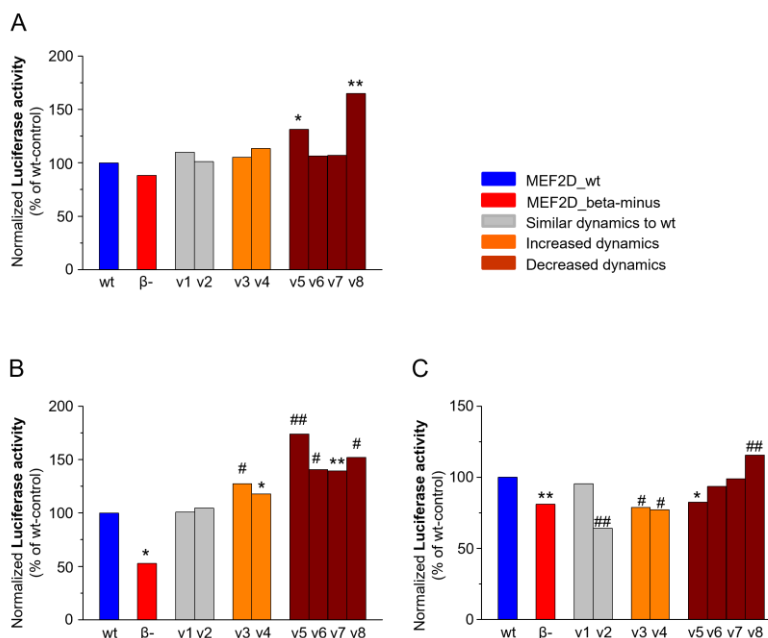 A
Normalized Luciferase activity
(% of wt-control)
200
150
100
50
0
* **
wt β- v1 v2 v3 v4 v5 v6 v7 v8
MEF2D_wt
MEF2D_beta-minus
Similar dynamics to wt
Increased dynamics
Decreased dynamics
B
Normalized Luciferase activity
(% of wt-control)
200
150
100
50
0
* # * ## # ** #
wt β- v1 v2 v3 v4 v5 v6 v7 v8
C
Normalized Luciferase activity
(% of wt-control)
150
100
50
0
** ## # # * ##
wt β- v1 v2 v3 v4 v5 v6 v7 v8